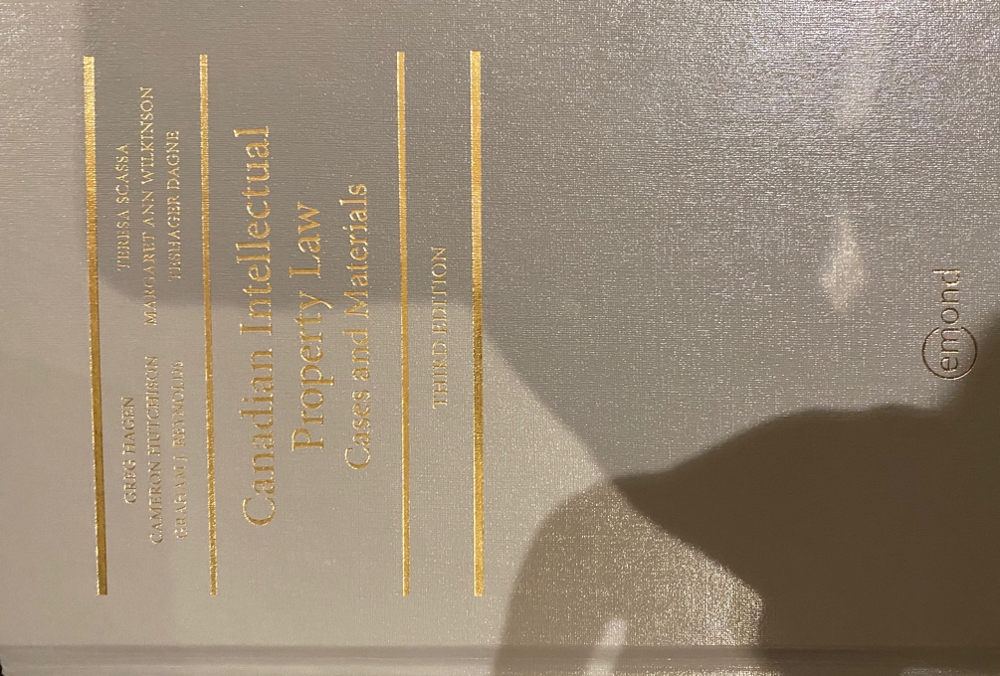 GREG HAGEN
CAMERON HUTCHISON
GRAHAM J. REYNOLDS
TERESA SCASSA
MARGARET ANN WILKINSON
TESHAGER DAGNE
Canadian Intellectual
Property Law
Cases and Materials
THIRD EDITION
emond